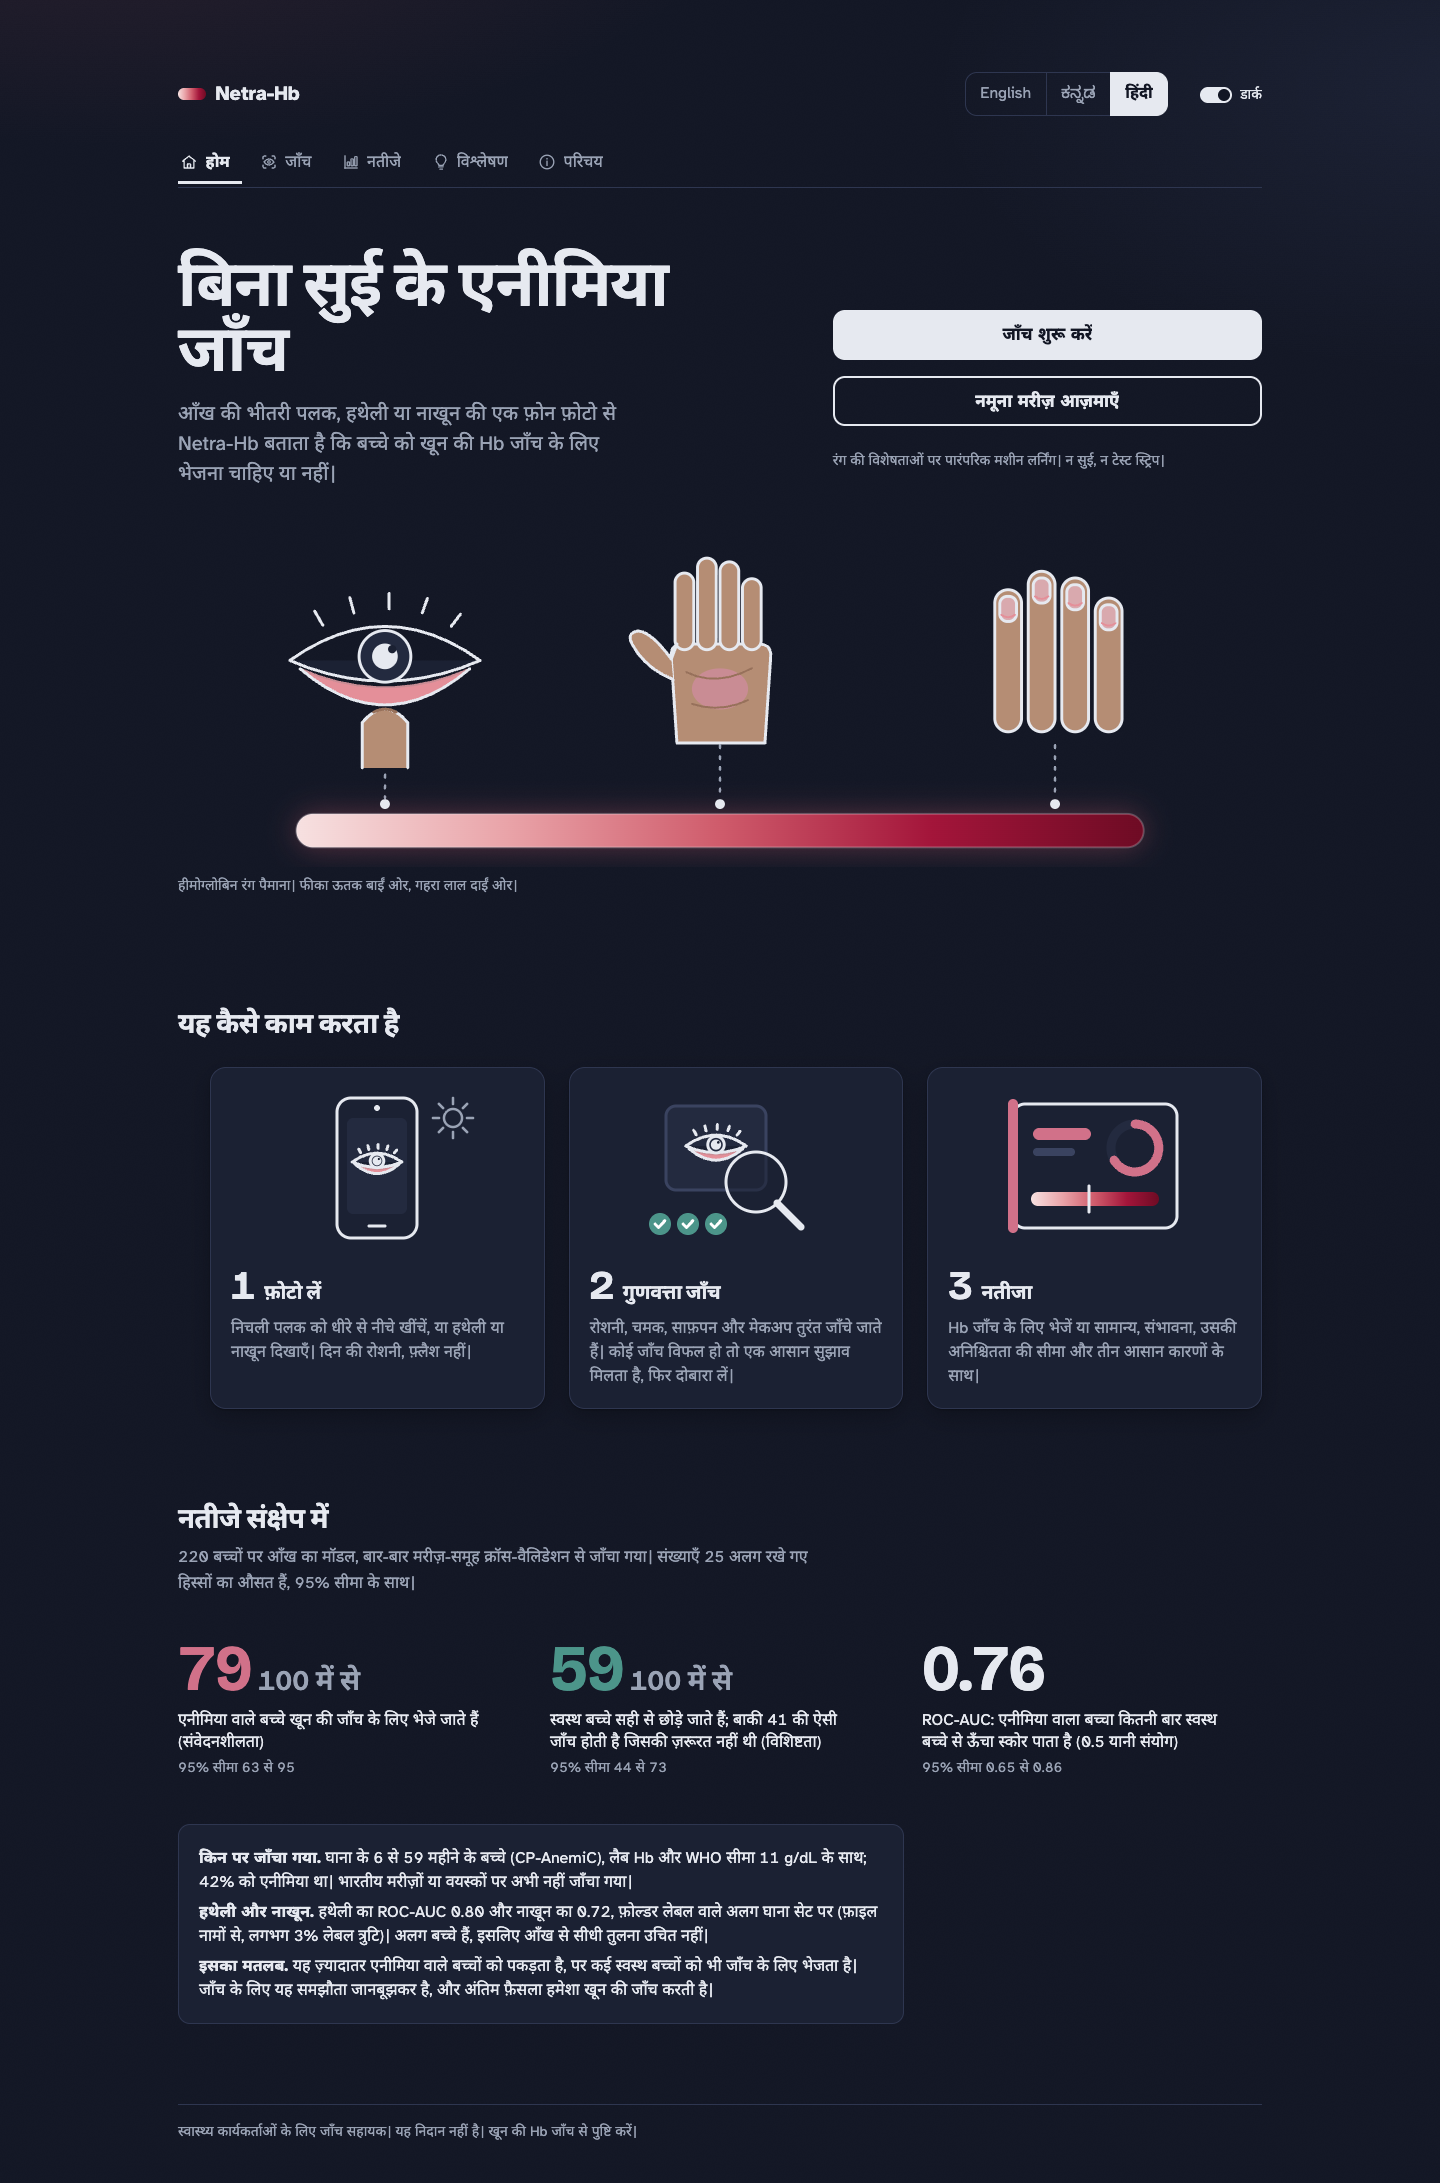 Netra-Hb
English ಕನ್ನಡ हिंदी डार्क
होम जाँच नतीजे विश्लेषण परिचय
बिना सुई के एनीमिया
जाँच
आँख की भीतरी पलक, हथेली या नाखून की एक फ़ोन फ़ोटो से
Netra-Hb बताता है कि बच्चे को खून की Hb जाँच के लिए
भेजना चाहिए या नहीं|
जाँच शुरू करें
नमूना मरीज़ आज़माएँ
रंग की विशेषताओं पर पारंपरिक मशीन लर्निंग| न सुई, न टेस्ट स्ट्रिप|
हीमोग्लोबिन रंग पैमाना| फीका ऊतक बाईं ओर, गहरा लाल दाईं ओर|
यह कैसे काम करता है
1 फ़ोटो लें
निचली पलक को धीरे से नीचे खींचें, या हथेली या
नाखून दिखाएँ| दिन की रोशनी, फ़्लैश नहीं|
2 गुणवत्ता जाँच
रोशनी, चमक, साफ़पन और मेकअप तुरंत जाँचे जाते
हैं| कोई जाँच विफल हो तो एक आसान सुझाव
मिलता है, फिर दोबारा लें|
3 नतीजा
Hb जाँच के लिए भेजें या सामान्य, संभावना, उसकी
अनिश्चितता की सीमा और तीन आसान कारणों के
साथ|
नतीजे संक्षेप में
220 बच्चों पर आँख का मॉडल, बार-बार मरीज़-समूह क्रॉस-वैलिडेशन से जाँचा गया| संख्याएँ 25 अलग रखे गए
हिस्सों का औसत हैं, 95% सीमा के साथ|
79 100 में से
एनीमिया वाले बच्चे खून की जाँच के लिए भेजे जाते हैं
(संवेदनशीलता)
95% सीमा 63 से 95
59 100 में से
स्वस्थ बच्चे सही से छोड़े जाते हैं; बाकी 41 की ऐसी
जाँच होती है जिसकी ज़रूरत नहीं थी (विशिष्टता)
95% सीमा 44 से 73
0.76
ROC-AUC: एनीमिया वाला बच्चा कितनी बार स्वस्थ
बच्चे से ऊँचा स्कोर पाता है (0.5 यानी संयोग)
95% सीमा 0.65 से 0.86
किन पर जाँचा गया. घाना के 6 से 59 महीने के बच्चे (CP-AnemiC), लैब Hb और WHO सीमा 11 g/dL के साथ;
42% को एनीमिया था| भारतीय मरीज़ों या वयस्कों पर अभी नहीं जाँचा गया|
हथेली और नाखून. हथेली का ROC-AUC 0.80 और नाखून का 0.72, फ़ोल्डर लेबल वाले अलग घाना सेट पर (फ़ाइल
नामों से, लगभग 3% लेबल त्रुटि)| अलग बच्चे हैं, इसलिए आँख से सीधी तुलना उचित नहीं|
इसका मतलब. यह ज़्यादातर एनीमिया वाले बच्चों को पकड़ता है, पर कई स्वस्थ बच्चों को भी जाँच के लिए भेजता है|
जाँच के लिए यह समझौता जानबूझकर है, और अंतिम फ़ैसला हमेशा खून की जाँच करती है|
स्वास्थ्य कार्यकर्ताओं के लिए जाँच सहायक| यह निदान नहीं है| खून की Hb जाँच से पुष्टि करें|